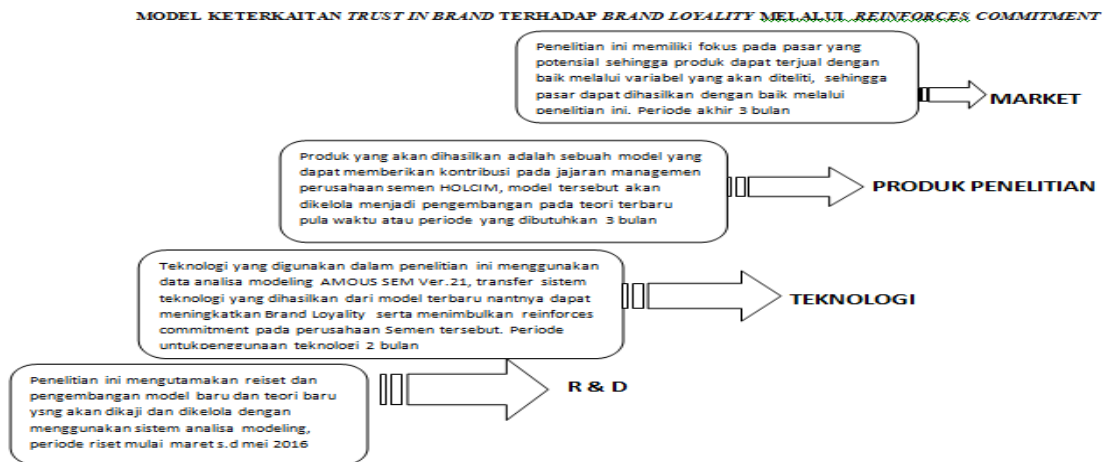 MODEL KETERKAITAN TRUST IN BRAND TERHADAP BRAND LOYALITY MELALUI REINFORCES COMMITMENT
Penelitian ini memiliki fokus pada pasar yang
potensial sehingga produk dapat terjual dengan
baik melalui variabel yang akan diteliti, sehingga
pasar dapat dihasilkan dengan baik melalui
penelitian ini. Periode akhir 3 bulan
MARKET
Produk yang akan dihasilkan adalah sebuah model yang
dapat memberikan kontribusi pada jajaran managemen
perusahaan semen HOLCIM, model tersebut akan
dikelola menjadi pengembangan pada teori terbaru
pula waktu atau periode yang dibutuhkan 3 bulan
PRODUK PENELITIAN
Teknologi yang digunakan dalam penelitian ini menggunakan
data analisa modeling AMOUS SEM Ver.21, transfer sistem
teknologi yang dihasilkan dari model terbaru nantnya dapat
meningkatkan Brand Loyality serta menimbulkan reinforces
commitment pada perusahaan Semen tersebut. Periode
untukpenggunaan teknologi 2 bulan
TEKNOLOGI
Penelitian ini mengutamakan reiset dan
pengembangan model baru dan teori baru
ysng akan dikaji dan dikelola dengan
menggunakan sistem analisa modeling,
periode riset mulai maret s.d mei 2016
R & D